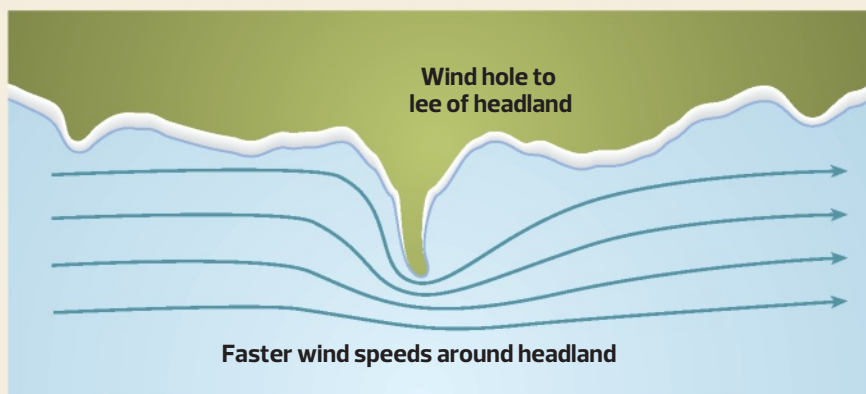 Wind hole to
lee of headland
Faster wind speeds around headland